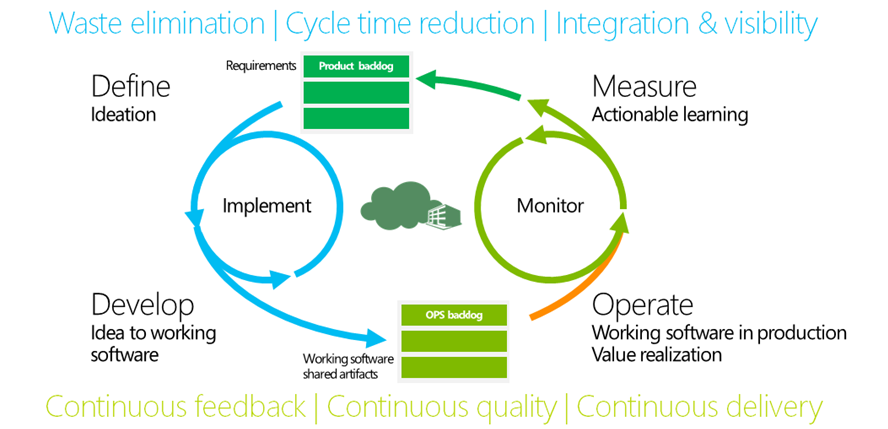 Waste elimination | Cycle time reduction | Integration & visibility
Define
Ideation
Requirements
Product backlog
Measure
Actionable learning
Implement
Monitor
Develop
Idea to working
software
Working software
shared artifacts
OPS backlog
Operate
Working software in production
Value realization
Continuous feedback | Continuous quality | Continuous delivery